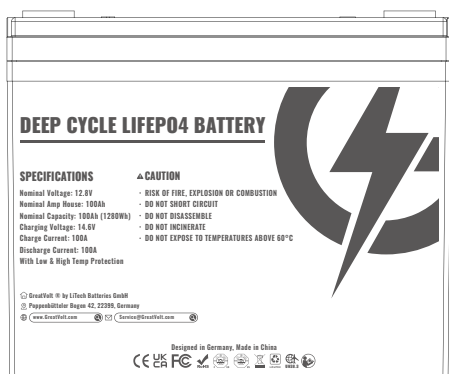 DEEP CYCLE LIFEPO4 BATTERY
SPECIFICATIONS
Nominal Voltage: 12.8V
Nominal Amp House: 100Ah
Nominal Capacity: 100Ah (1280Wh)
Charging Voltage: 14.6V
Charge Current: 100A
Discharge Current: 100A
With Low & High Temp Protection
CAUTION
· RISK OF FIRE, EXPLOSION OR COMBUSTION
· DO NOT SHORT CIRCUIT
· DO NOT DISASSEMBLE
· DO NOT INCINERATE
· DO NOT EXPOSE TO TEMPERATURES ABOVE 60°C
GreatVolt ® by LiTech Batteries GmbH
Poppenbütteler Bogen 42, 22399, Germany
www.GreatVolt.com
Service@GreatVolt.com
Designed in Germany, Made in China
CE UK CA FC RoHS